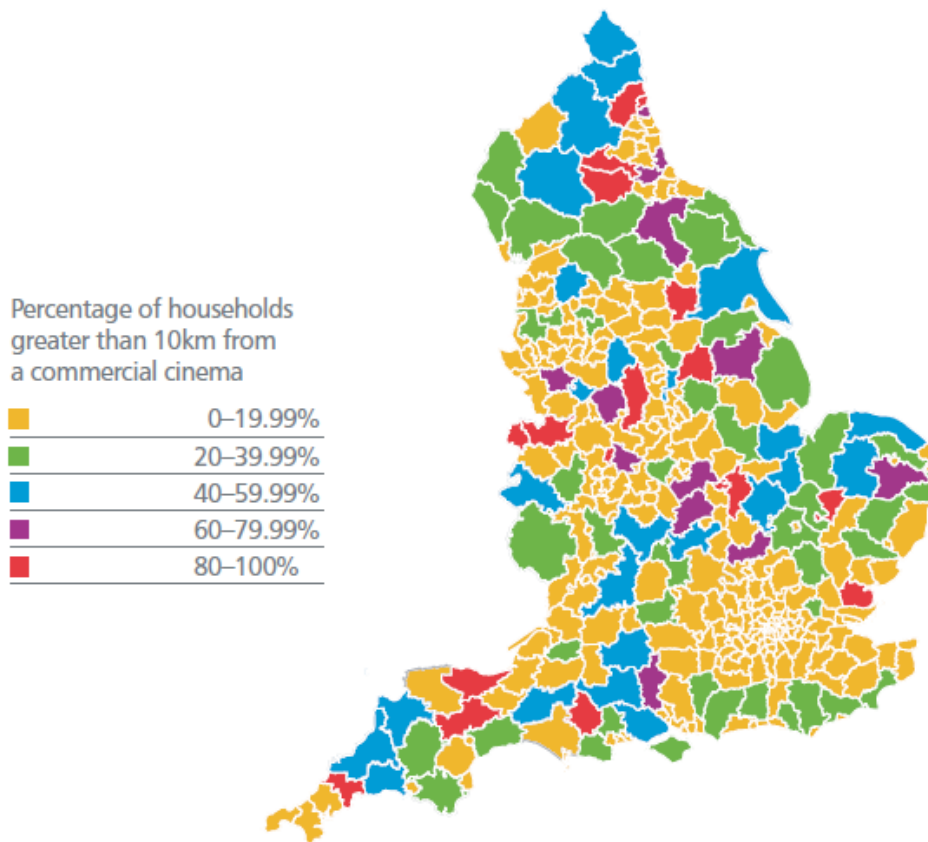 Percentage of households
greater than 10km from
a commercial cinema
0–19.99%
20–39.99%
40–59.99%
60–79.99%
80–100%